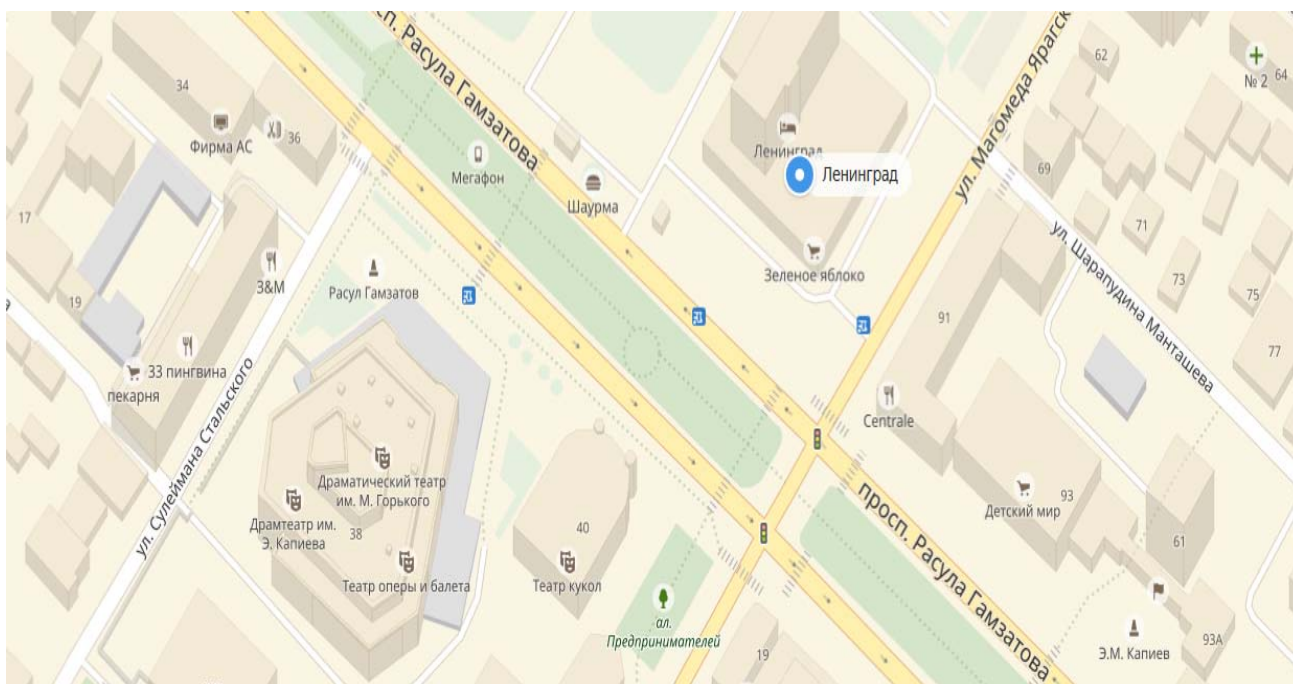 просп. Расула Гамзатова
34
Фирма АС
36
Мегафон
Шаурма
Ленинград
Ленинград
Зеленое яблоко
ул. Магомеда Ярагск
62
№ 2
64
69
71
73
75
77
ул. Шарапудина Манташева
17
З&М
Расул Гамзатов
19
33 пингвина
пекарня
ул. Сулеймана Стальского
Драматический театр
им. М. Горького
Драмтеатр им.
Э. Капиева
38
Театр оперы и балета
40
Театр кукол
ал.
Предпринимателей
19
91
Centrale
Детский мир
93
61
просп. Расула Гамзатова
Э.М. Капиев
93А